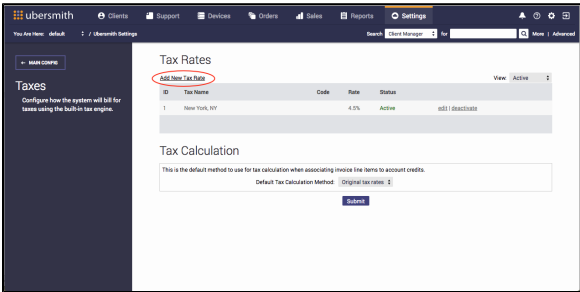 ubersmith Clients Support Devices Orders Sales Reports Settings
You Are Here: default / Ubersmith Settings Search Client Manager for More | Advanced
← MAIN CONFIG
Taxes
Configure how the system will bill for
taxes using the built-in tax engine.
Tax Rates
Add New Tax Rate View Active
ID Tax Name Code Rate Status
1 New York, NY 4.5% Active edit | deactivate
Tax Calculation
This is the default method to use for tax calculation when associating invoice line items to account credits.
Default Tax Calculation Method: Original tax rates
Submit